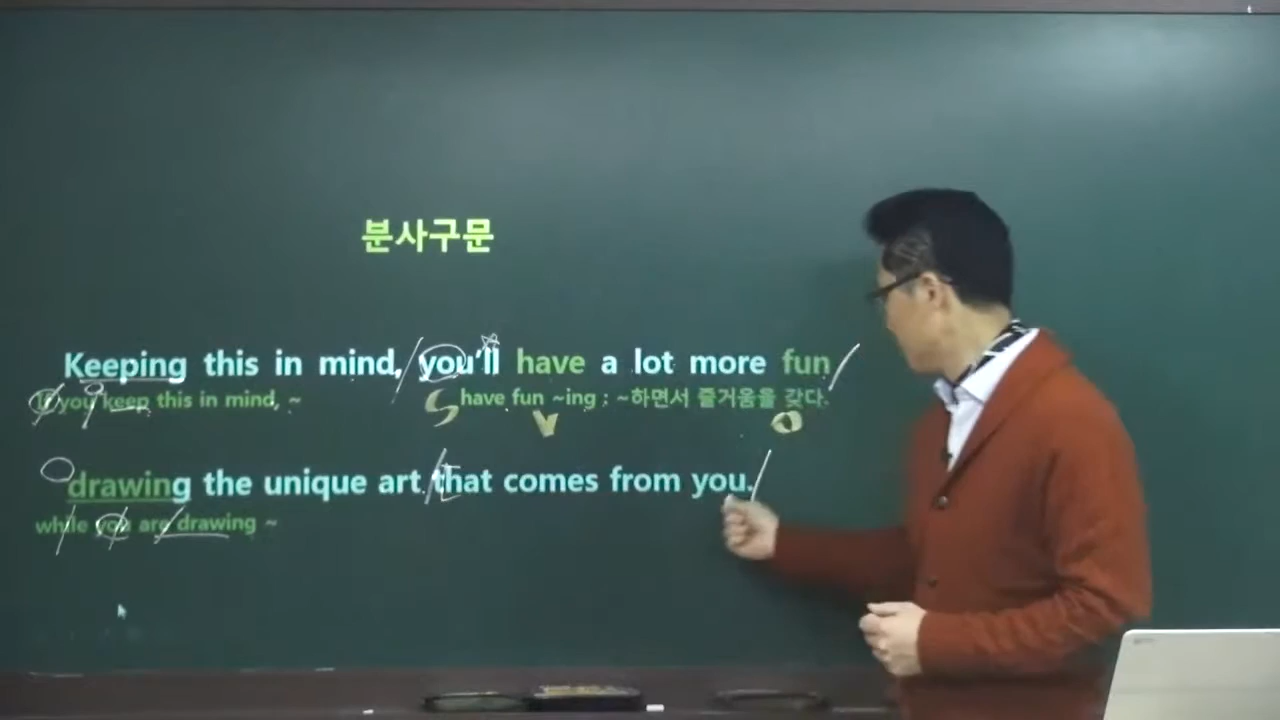 분사구문
Keeping this in mind, you'll have a lot more fun
If you keep this in mind, ~ have fun ~ing : ~하면서 즐거움을 갖다.
S V O
drawing the unique art that comes from you.
while you are drawing ~